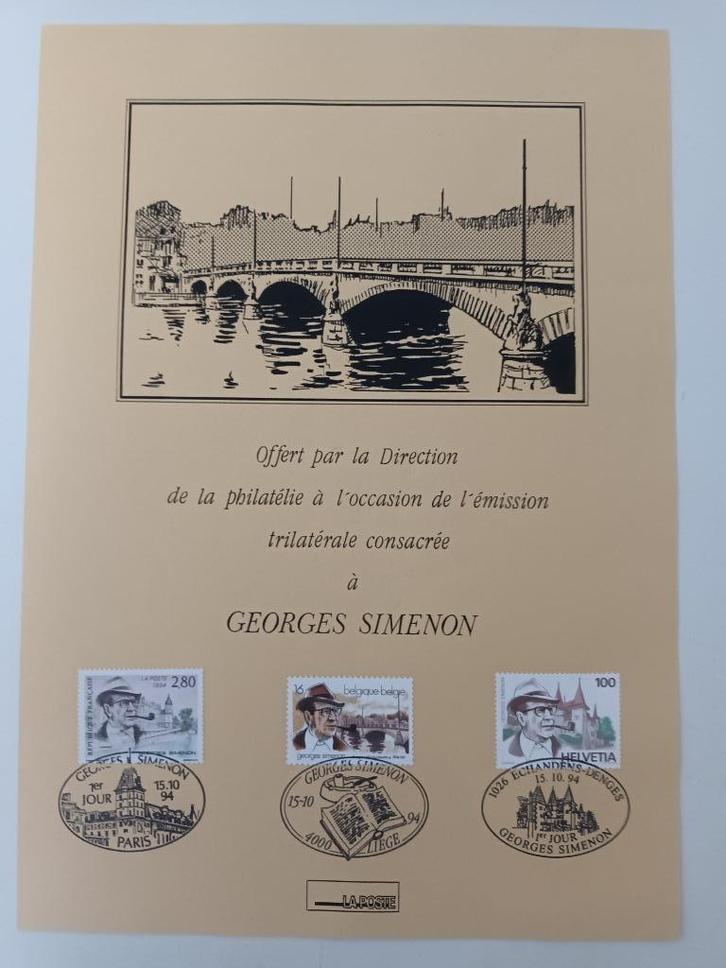 Offert par la Direction
de la philatélie à l´occasion de l´émission
trilatérale consacrée
à
GEORGES SIMENON
RÉPUBLIQUE FRANÇAISE
LA POSTE
1994
2,80
GEORGES SIMENON
16
belgique-belgie
georges simenon
100
HELVETIA
GEORGES SIMENON
1er
JOUR
15.10
94
PARIS
GEORGES SIMENON
15-10
94
4000 LIEGE
1026 ECHANDENS-DENGES
15.10.94
1er JOUR
GEORGES SIMENON
LA POSTE